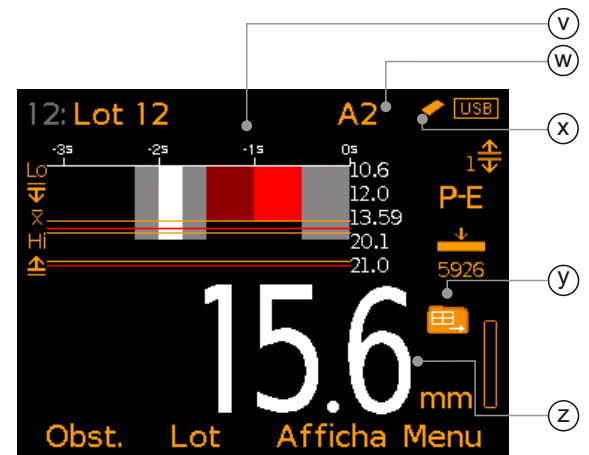 v
w
12: Lot 12 A2 USB
x
-3s -2s -1s 0s
Lo 10.6
1
12.0
P-E
x̅ 13.59
Hi 20.1
21.0
5926
y
15.6 mm
z
Obst. Lot Afficha Menu